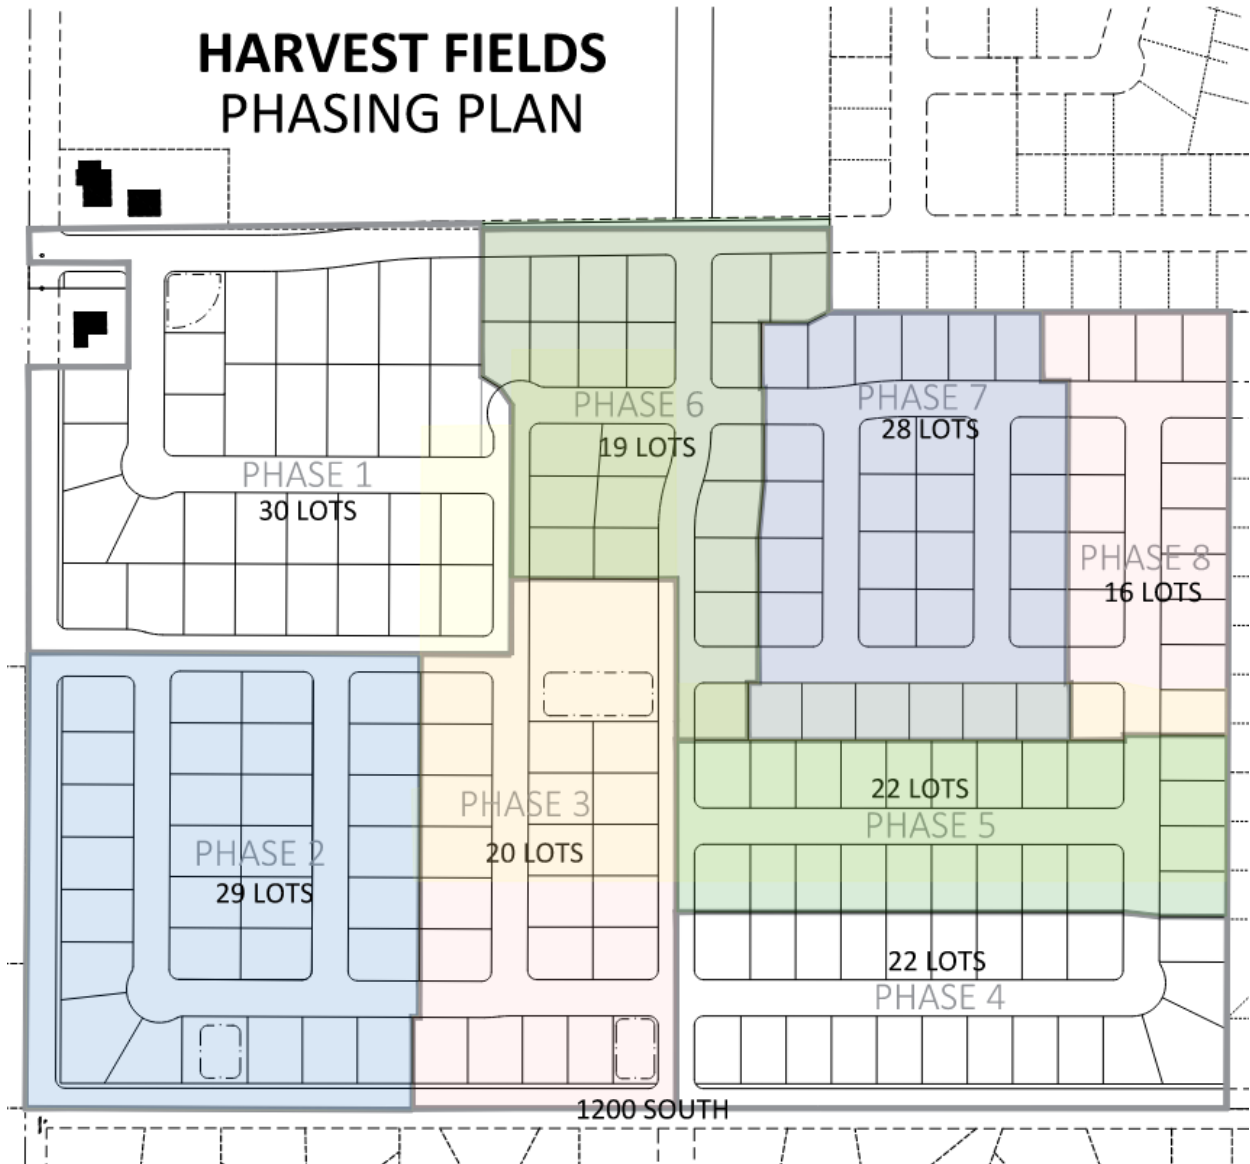 HARVEST FIELDS
PHASING PLAN
PHASE 6
19 LOTS
PHASE 7
28 LOTS
PHASE 1
30 LOTS
PHASE 8
16 LOTS
22 LOTS
PHASE 5
PHASE 3
20 LOTS
PHASE 2
29 LOTS
22 LOTS
PHASE 4
1200 SOUTH